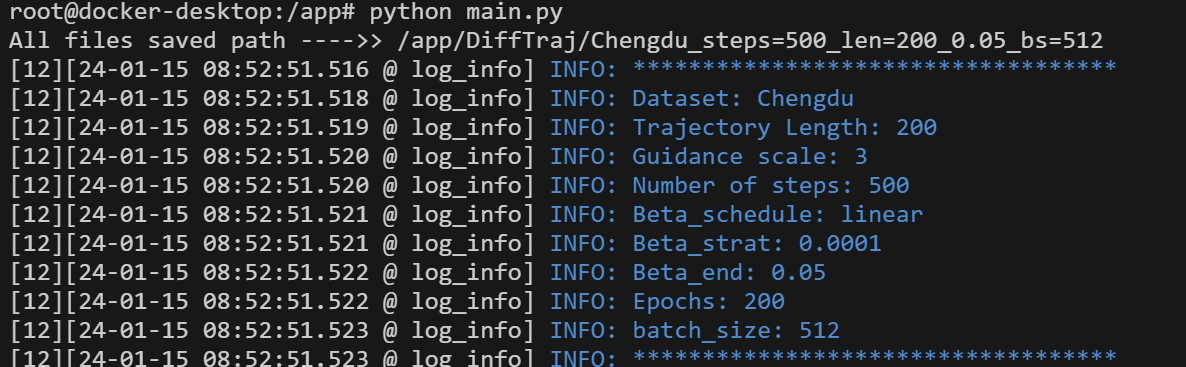 root@docker-desktop:/app# python main.py
All files saved path ---->> /app/DiffTraj/Chengdu_steps=500_len=200_0.05_bs=512
[12][24-01-15 08:52:51.516 @ log_info] INFO: ***********************************
[12][24-01-15 08:52:51.518 @ log_info] INFO: Dataset: Chengdu
[12][24-01-15 08:52:51.519 @ log_info] INFO: Trajectory Length: 200
[12][24-01-15 08:52:51.520 @ log_info] INFO: Guidance scale: 3
[12][24-01-15 08:52:51.520 @ log_info] INFO: Number of steps: 500
[12][24-01-15 08:52:51.521 @ log_info] INFO: Beta_schedule: linear
[12][24-01-15 08:52:51.521 @ log_info] INFO: Beta_strat: 0.0001
[12][24-01-15 08:52:51.522 @ log_info] INFO: Beta_end: 0.05
[12][24-01-15 08:52:51.522 @ log_info] INFO: Epochs: 200
[12][24-01-15 08:52:51.523 @ log_info] INFO: batch_size: 512
[12][24-01-15 08:52:51.523 @ log_info] INFO: ***********************************